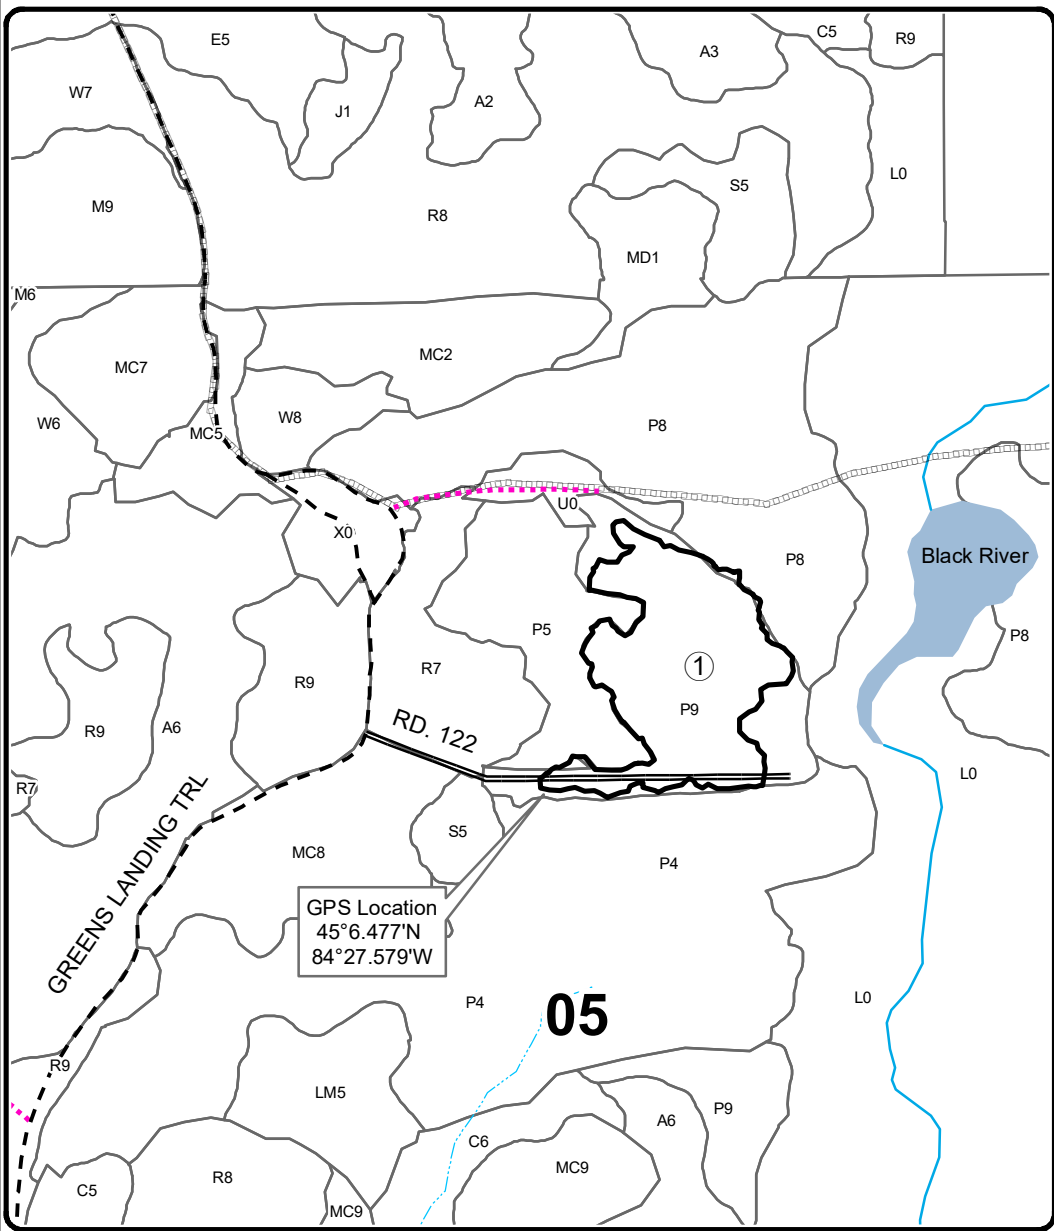 E5
C5
R9
A3
W7
J1
A2
L0
S5
M9
R8
MD1
M6
MC2
MC7
W8
W6
P8
MC5
U0
X0
Black River
P8
P5
P8
1
R7
R9
P9
RD. 122
R9
A6
L0
R7
S5
MC8
P4
GREENS LANDING TRL
GPS Location
45°6.477'N
84°27.579'W
L0
P4
05
R9
LM5
P9
A6
C6
MC9
R8
C5
MC9